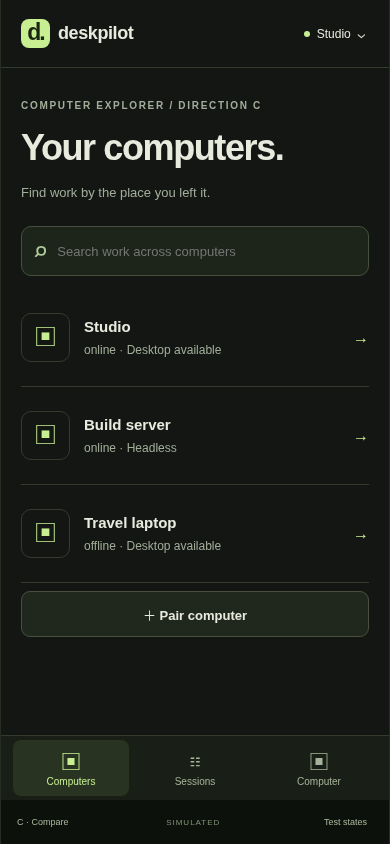 d. deskpilot
Studio
COMPUTER EXPLORER / DIRECTION C
Your computers.
Find work by the place you left it.
Search work across computers
Studio
online · Desktop available
→
Build server
online · Headless
→
Travel laptop
offline · Desktop available
→
+ Pair computer
Computers
Sessions
Computer
C · Compare
SIMULATED
Test states